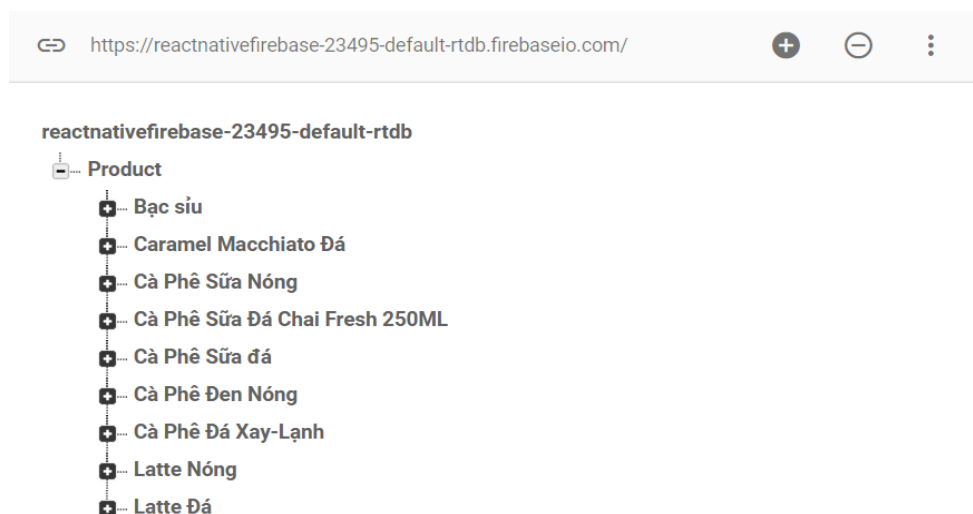 https://reactnativefirebase-23495-default-rtdb.firebaseio.com/
reactnativefirebase-23495-default-rtdb
Product
Bạc sỉu
Caramel Macchiato Đá
Cà Phê Sữa Nóng
Cà Phê Sữa Đá Chai Fresh 250ML
Cà Phê Sữa đá
Cà Phê Đen Nóng
Cà Phê Đá Xay-Lạnh
Latte Nóng
Latte Đá